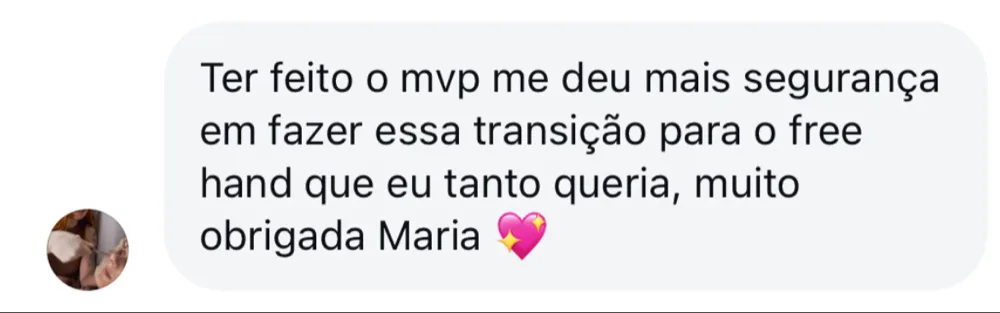 Ter feito o mvp me deu mais segurança
em fazer essa transição para o free
hand que eu tanto queria, muito
obrigada Maria 💖